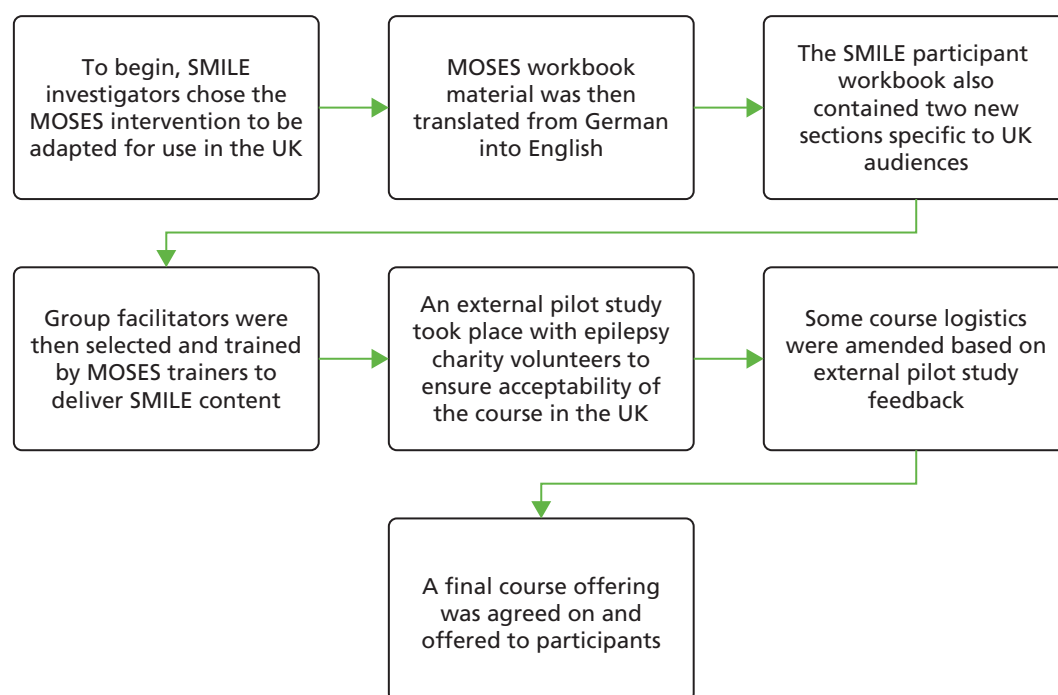 To begin, SMILE
investigators chose the
MOSES intervention to be
adapted for use in the UK
MOSES workbook
material was then
translated from German
into English
The SMILE participant
workbook also
contained two new
sections specific to UK
audiences
Group facilitators were
then selected and trained
by MOSES trainers to
deliver SMILE content
An external pilot study
took place with epilepsy
charity volunteers to
ensure acceptability of
the course in the UK
Some course logistics
were amended based on
external pilot study
feedback
A final course offering
was agreed on and
offered to participants